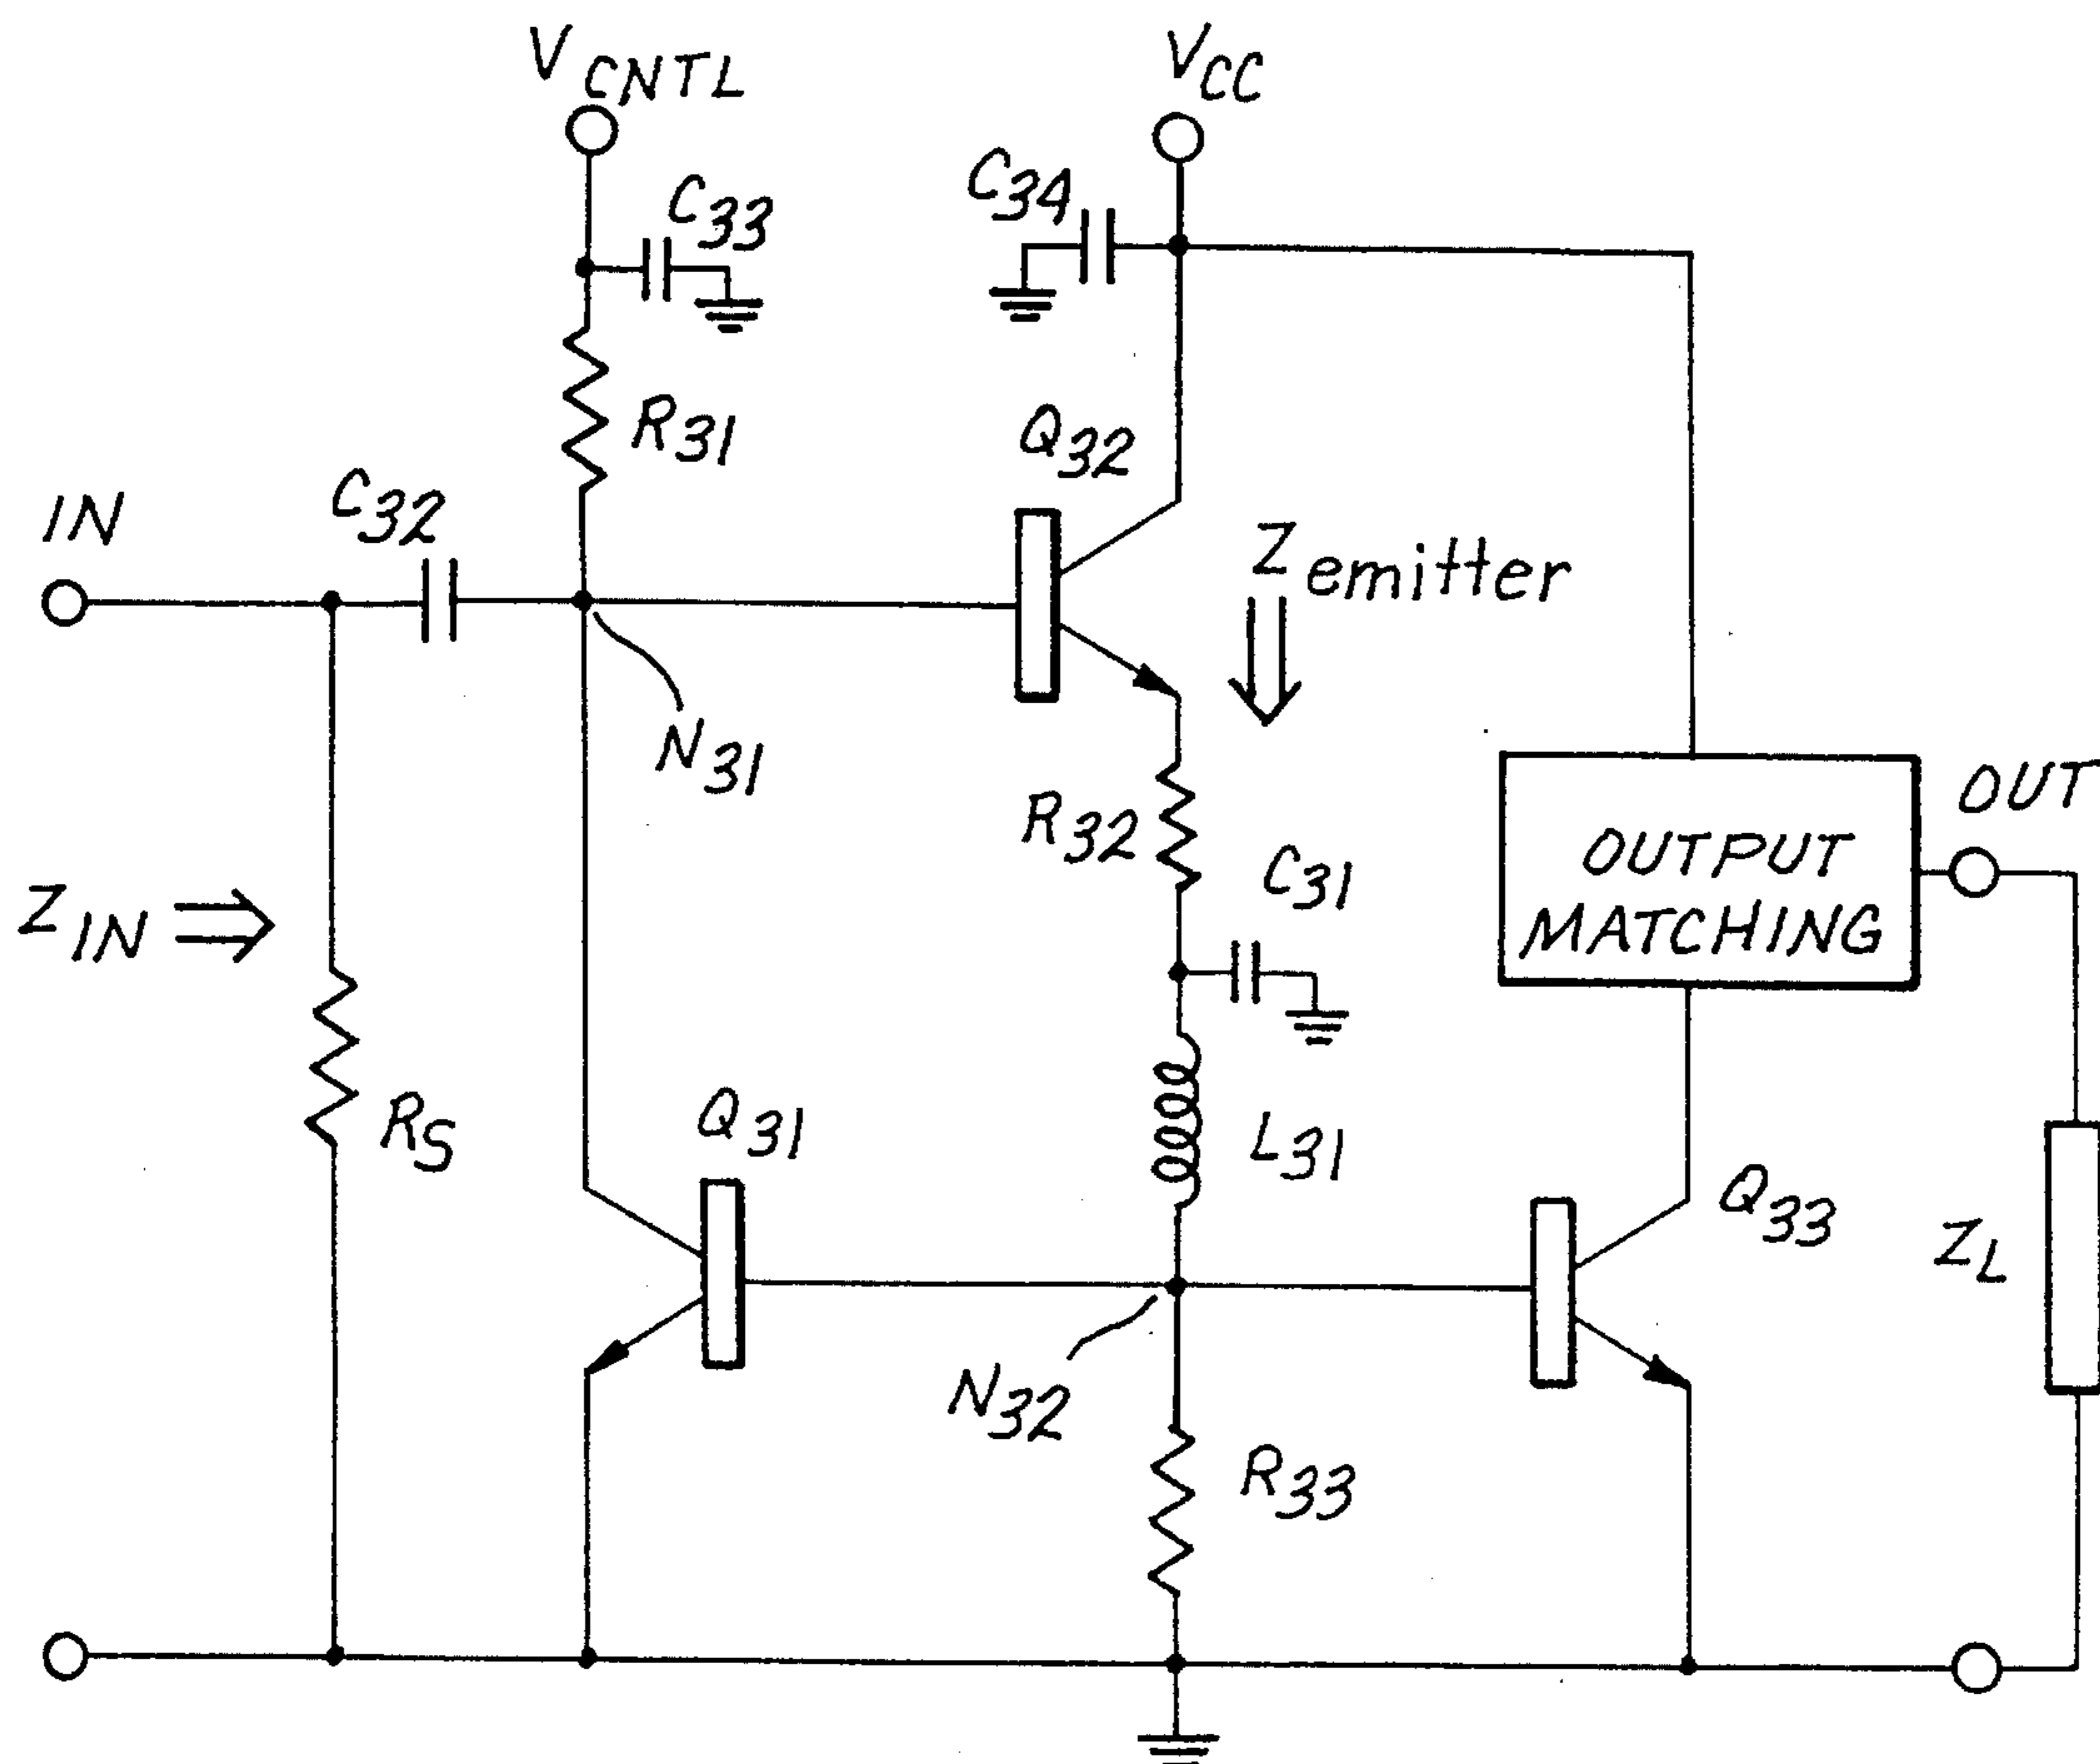 VCNTL
VCC
C33
C34
R31
Q32
IN
C32
Zemitter
N31
R32
C31
OUT
OUTPUT
MATCHING
ZIN
RS
Q31
L31
Q33
ZL
N32
R33